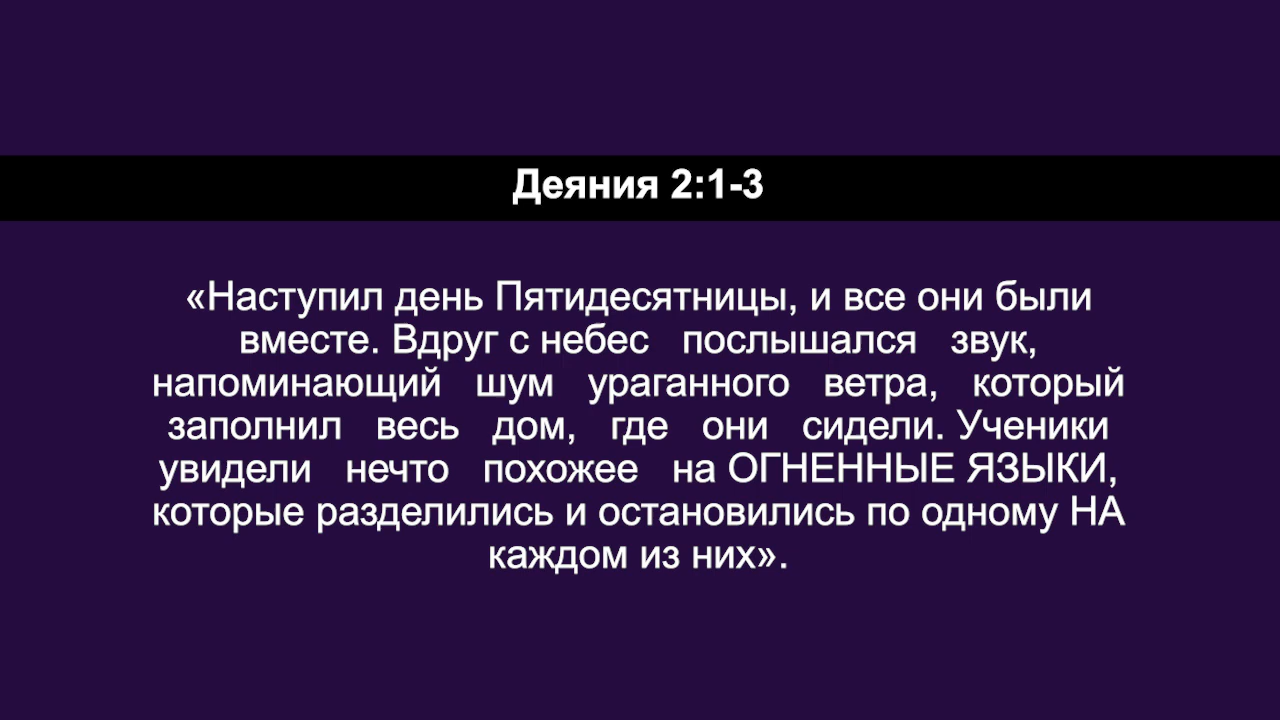 Деяния 2:1-3
«Наступил день Пятидесятницы, и все они были
вместе. Вдруг с небес послышался звук,
напоминающий шум ураганного ветра, который
заполнил весь дом, где они сидели. Ученики
увидели нечто похожее на ОГНЕННЫЕ ЯЗЫКИ,
которые разделились и остановились по одному НА
каждом из них».